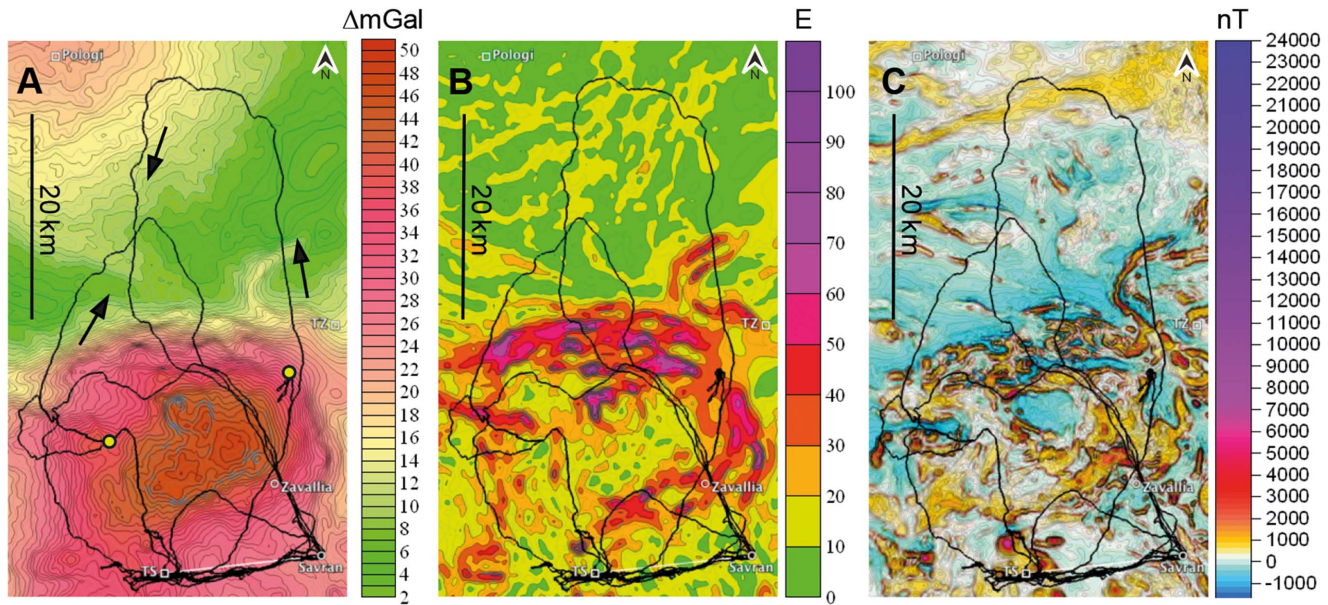 ΔmGal
E
nT
A
Pologi
N
20 km
TZ
Zavallia
Savran
TS
50
48
46
44
42
40
38
36
34
32
30
28
26
24
22
20
18
16
14
12
10
8
6
4
2
B
Pologi
N
20 km
TZ
Zavallia
Savran
TS
100
90
80
70
60
50
40
30
20
10
0
C
Pologi
N
20 km
TZ
Zavallia
Savran
TS
24000
23000
22000
21000
20000
19000
18000
17000
16000
15000
14000
13000
12000
11000
10000
9000
8000
7000
6000
5000
4000
3000
2000
1000
0
-1000